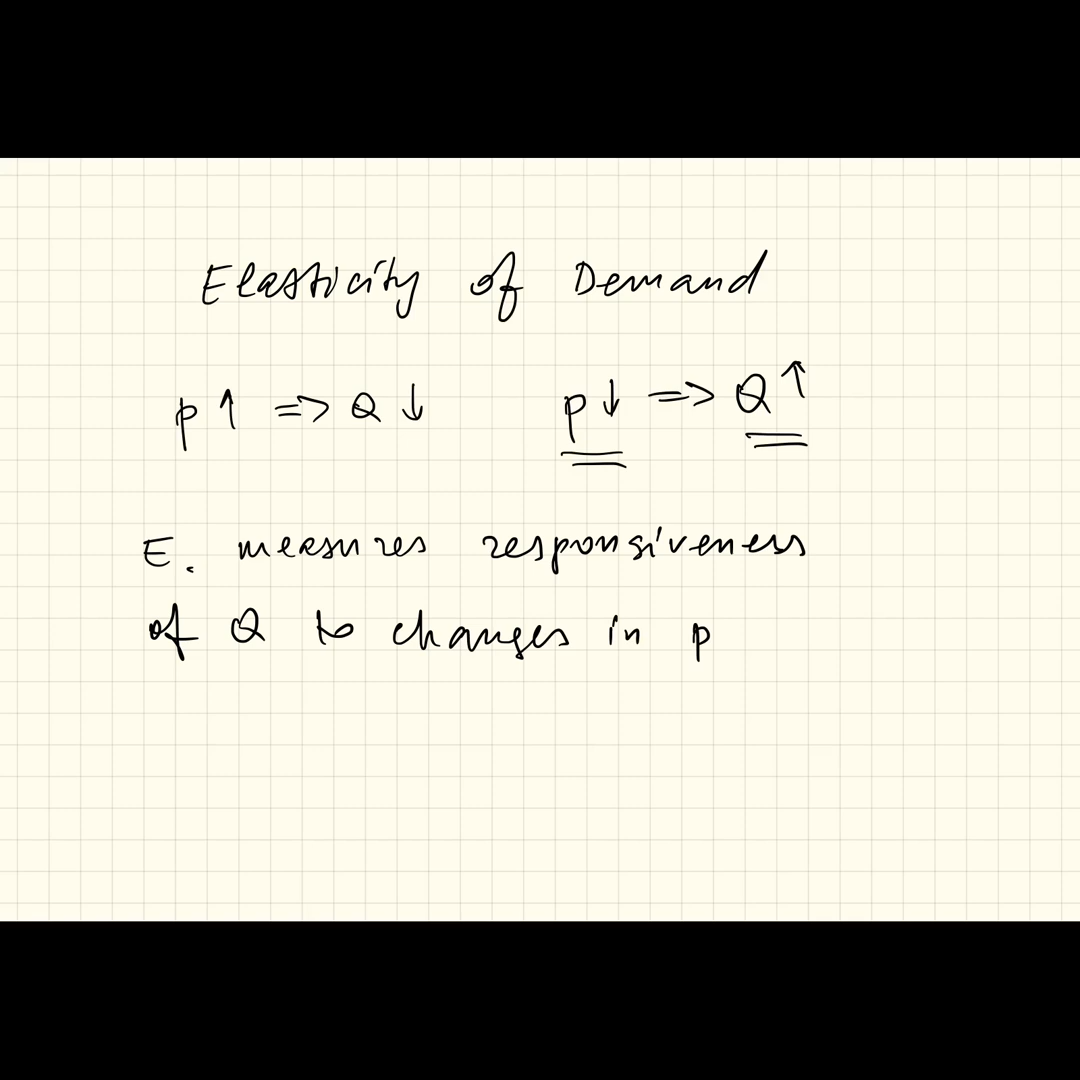 Elasticity of Demand
p ↑ => Q ↓ p ↓ => Q ↑
E. measures responsiveness
of Q to changes in p